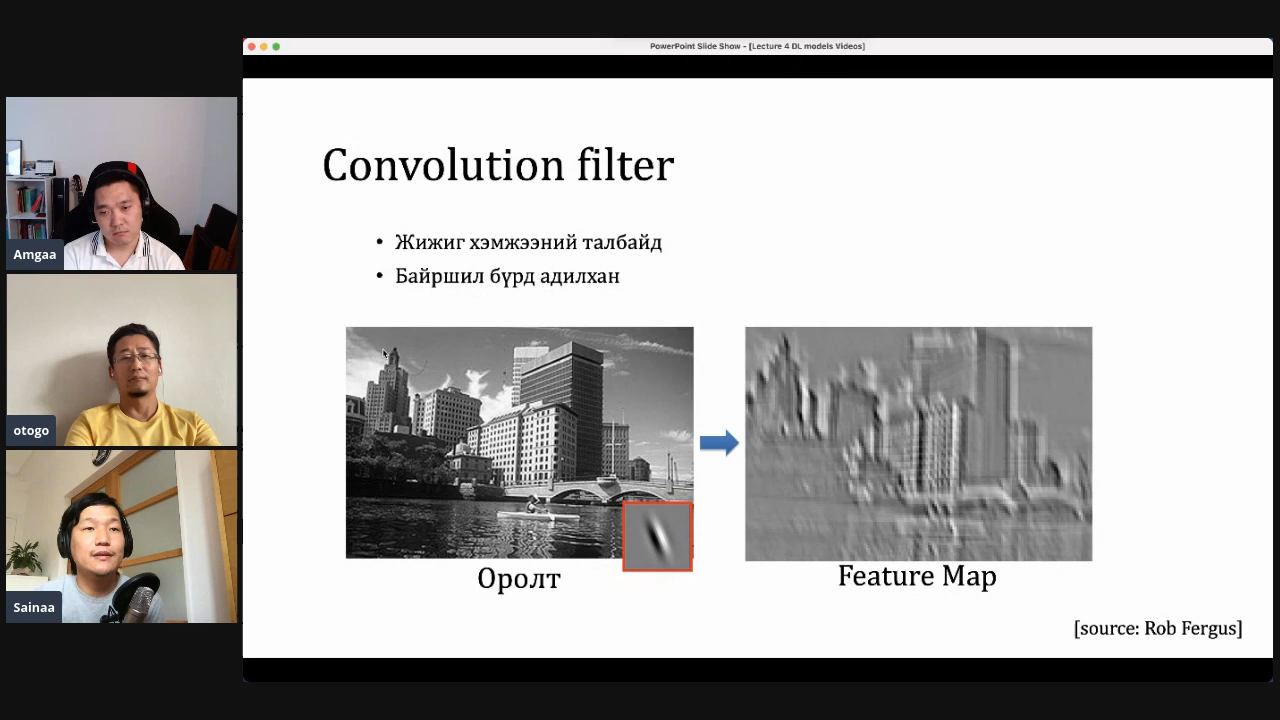 PowerPoint Slide Show - [Lecture 4 DL models Videos]
Amgaa
otogo
Sainaa
Convolution filter
• Жижиг хэмжээний талбайд
• Байршил бүрд адилхан
Оролт
Feature Map
[source: Rob Fergus]